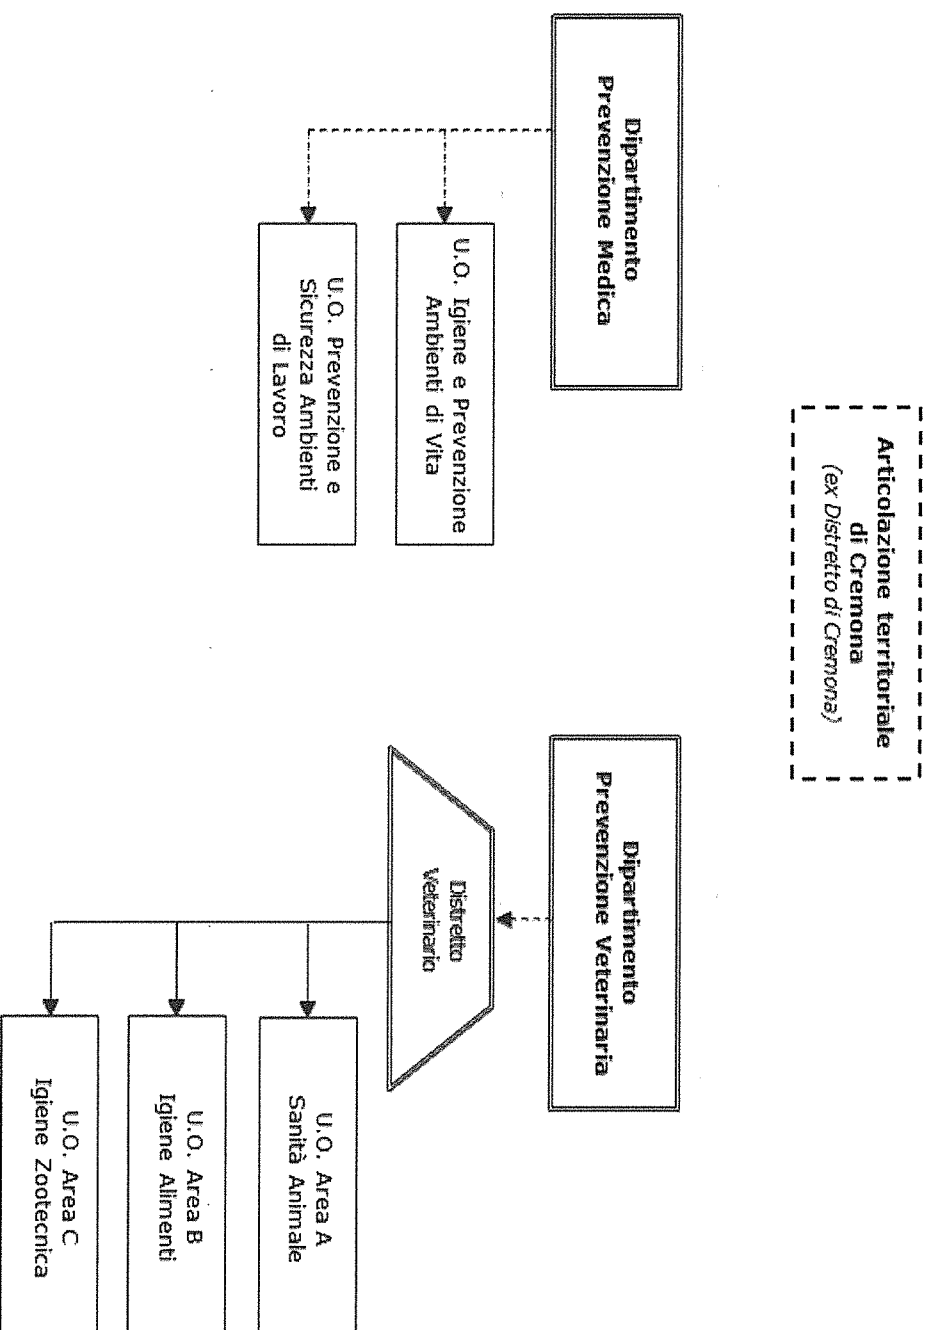 Articolazione territoriale
di Cremona
(ex Distretto di Cremona)
Dipartimento
Prevenzione Medica
U.O. Igiene e Prevenzione
Ambienti di Vita
U.O. Prevenzione e
Sicurezza Ambienti
di Lavoro
Dipartimento
Prevenzione Veterinaria
Distretto
Veterinario
U.O. Area A
Sanità Animale
U.O. Area B
Igiene Alimenti
U.O. Area C
Igiene Zootecnica